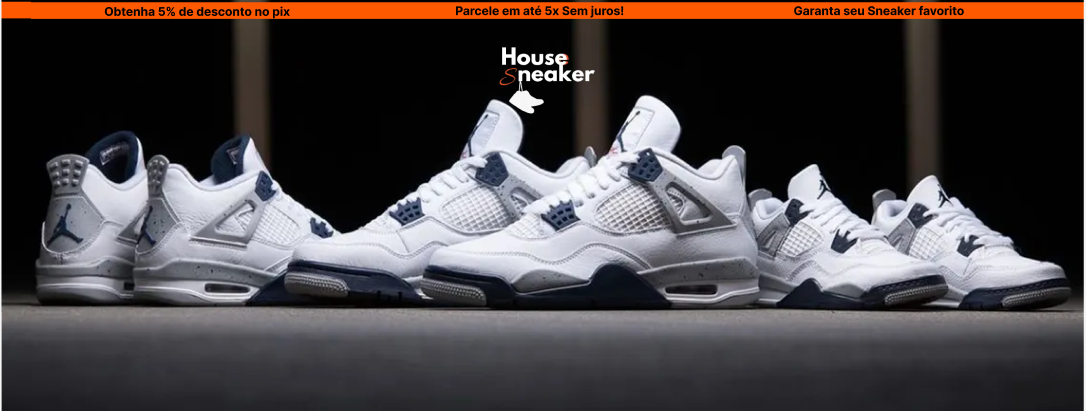 Obtenha 5% de desconto no pix
Parcele em até 5x Sem juros!
Garanta seu Sneaker favorito
House
Sneaker